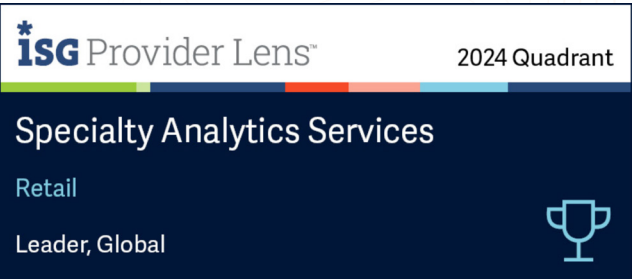 *isg Provider Lens™
2024 Quadrant
Specialty Analytics Services
Retail
Leader, Global